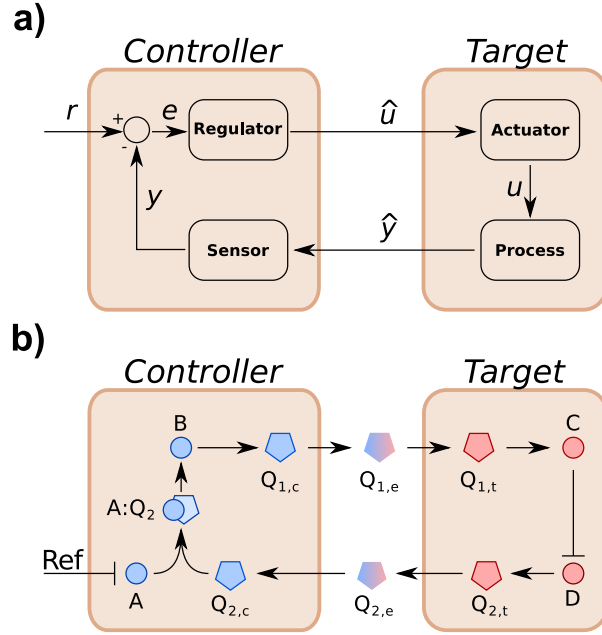 a)
Controller
Target
r
+
-
e
Regulator
û
Actuator
y
u
Sensor
ŷ
Process
b)
Controller
Target
B
C
Q1,c
Q1,e
Q1,t
A:Q2
Ref
A
Q2,c
Q2,e
Q2,t
D